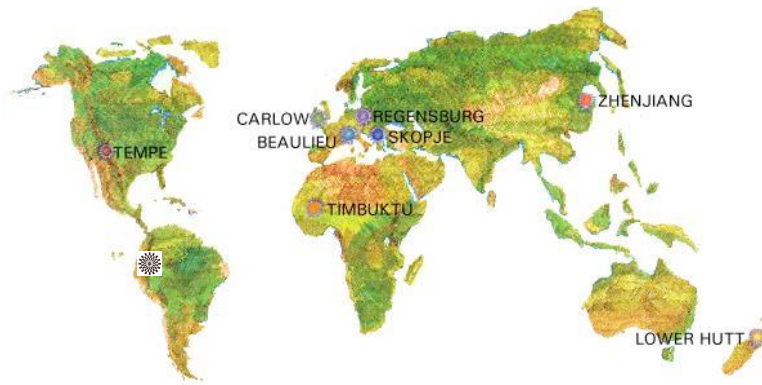 ZHENJIANG
CARLOW
REGENSBURG
BEAULIEU
SKOPJE
TEMPE
TIMBUKTU
LOWER HUTT